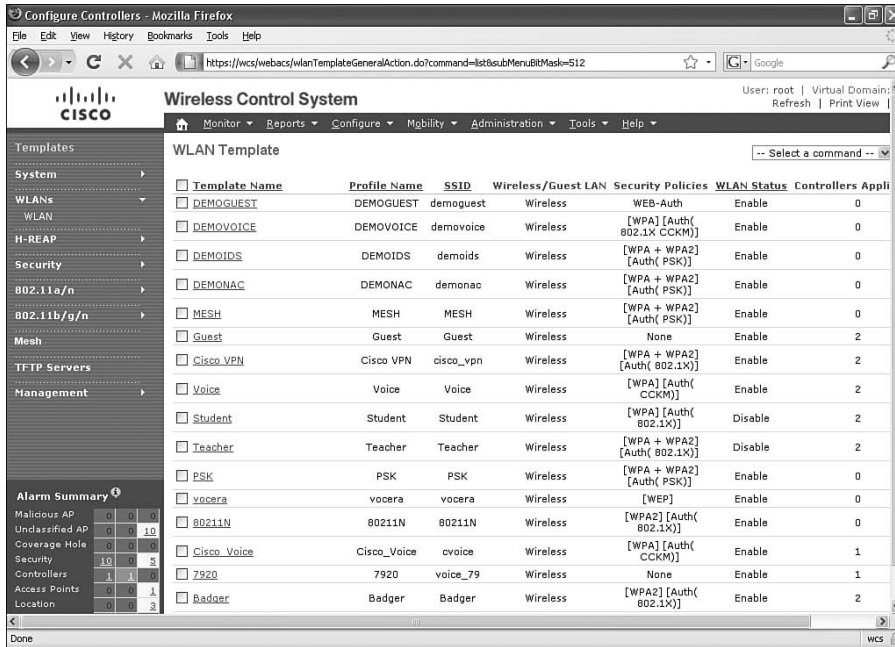 Configure Controllers - Mozilla Firefox
File Edit View History Bookmarks Tools Help
https://wcs/webacs/wlanTemplateGeneralAction.do?command=list&subMenuBitMask=512
G Google
CISCO
Wireless Control System
User: root | Virtual Domain:
Refresh | Print View |
Monitor Reports Configure Mobility Administration Tools Help
Templates
System
WLANs
WLAN
H-REAP
Security
802.11a/n
802.11b/g/n
Mesh
TFTP Servers
Management
WLAN Template
-- Select a command --
Template Name Profile Name SSID Wireless/Guest LAN Security Policies WLAN Status Controllers Appli
DEMOGUEST DEMOGUEST demoguest Wireless WEB-Auth Enable 0
DEMOVOICE DEMOVOICE demovoice Wireless [WPA] [Auth( 802.1X CCKM)] Enable 0
DEMOIDS DEMOIDS demoids Wireless [WPA + WPA2] [Auth( PSK)] Enable 0
DEMONAC DEMONAC demonac Wireless [WPA + WPA2] [Auth( PSK)] Enable 0
MESH MESH MESH Wireless [WPA + WPA2] [Auth( PSK)] Enable 0
Guest Guest Guest Wireless None Enable 2
Cisco VPN Cisco VPN cisco_vpn Wireless [WPA + WPA2] [Auth( 802.1X)] Enable 2
Voice Voice Voice Wireless [WPA] [Auth( CCKM)] Enable 2
Student Student Student Wireless [WPA] [Auth( 802.1X)] Disable 2
Teacher Teacher Teacher Wireless [WPA + WPA2] [Auth( 802.1X)] Disable 2
PSK PSK PSK Wireless [WPA + WPA2] [Auth( PSK)] Enable 0
vocera vocera vocera Wireless [WEP] Enable 0
80211N 80211N 80211N Wireless [WPA2] [Auth( 802.1X)] Enable 0
Cisco_Voice Cisco_Voice cvoice Wireless [WPA] [Auth( CCKM)] Enable 1
7920 7920 voice_79 Wireless None Enable 1
Badger Badger Badger Wireless [WPA2] [Auth( 802.1X)] Enable 2
Alarm Summary
Malicious AP 0 0 0
Unclassified AP 0 0 10
Coverage Hole 0 0 0
Security 10 0 5
Controllers 1 1 0
Access Points 0 0 1
Location 0 0 3
Done
wcs